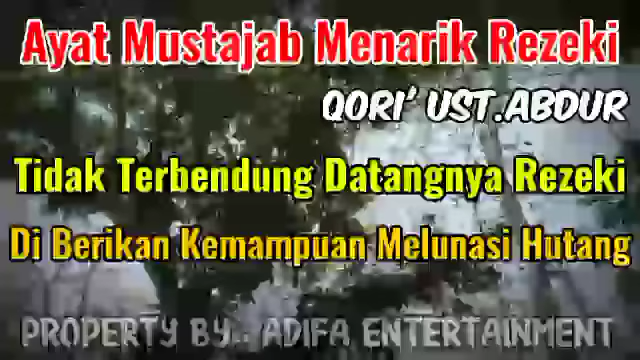 Ayat Mustajab Menarik Rezeki
QORI' UST.ABDUR
Tidak Terbendung Datangnya Rezeki
Di Berikan Kemampuan Melunasi Hutang
PROPERTY BY. ADIFA ENTERTAINMENT